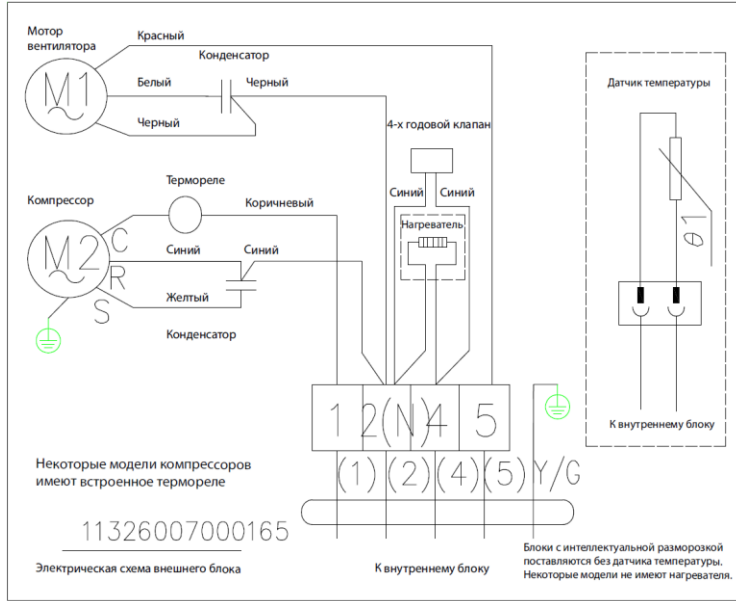 Мотор
вентилятора
Красный
Конденсатор
M1
Белый
Черный
Черный
Датчик температуры
4-х годовой клапан
Термореле
Компрессор
Коричневый
Синий
Синий
Нагреватель
M2
C
R
S
Синий
Синий
Желтый
Конденсатор
θ1
1
2(N)
4
5
К внутреннему блоку
(1)
(2)
(4)
(5)
Y/G
Некоторые модели компрессоров
имеют встроенное термореле
11326007000165
Электрическая схема внешнего блока
К внутреннему блоку
Блоки с интеллектуальной разморозкой
поставляются без датчика температуры.
Некоторые модели не имеют нагревателя.